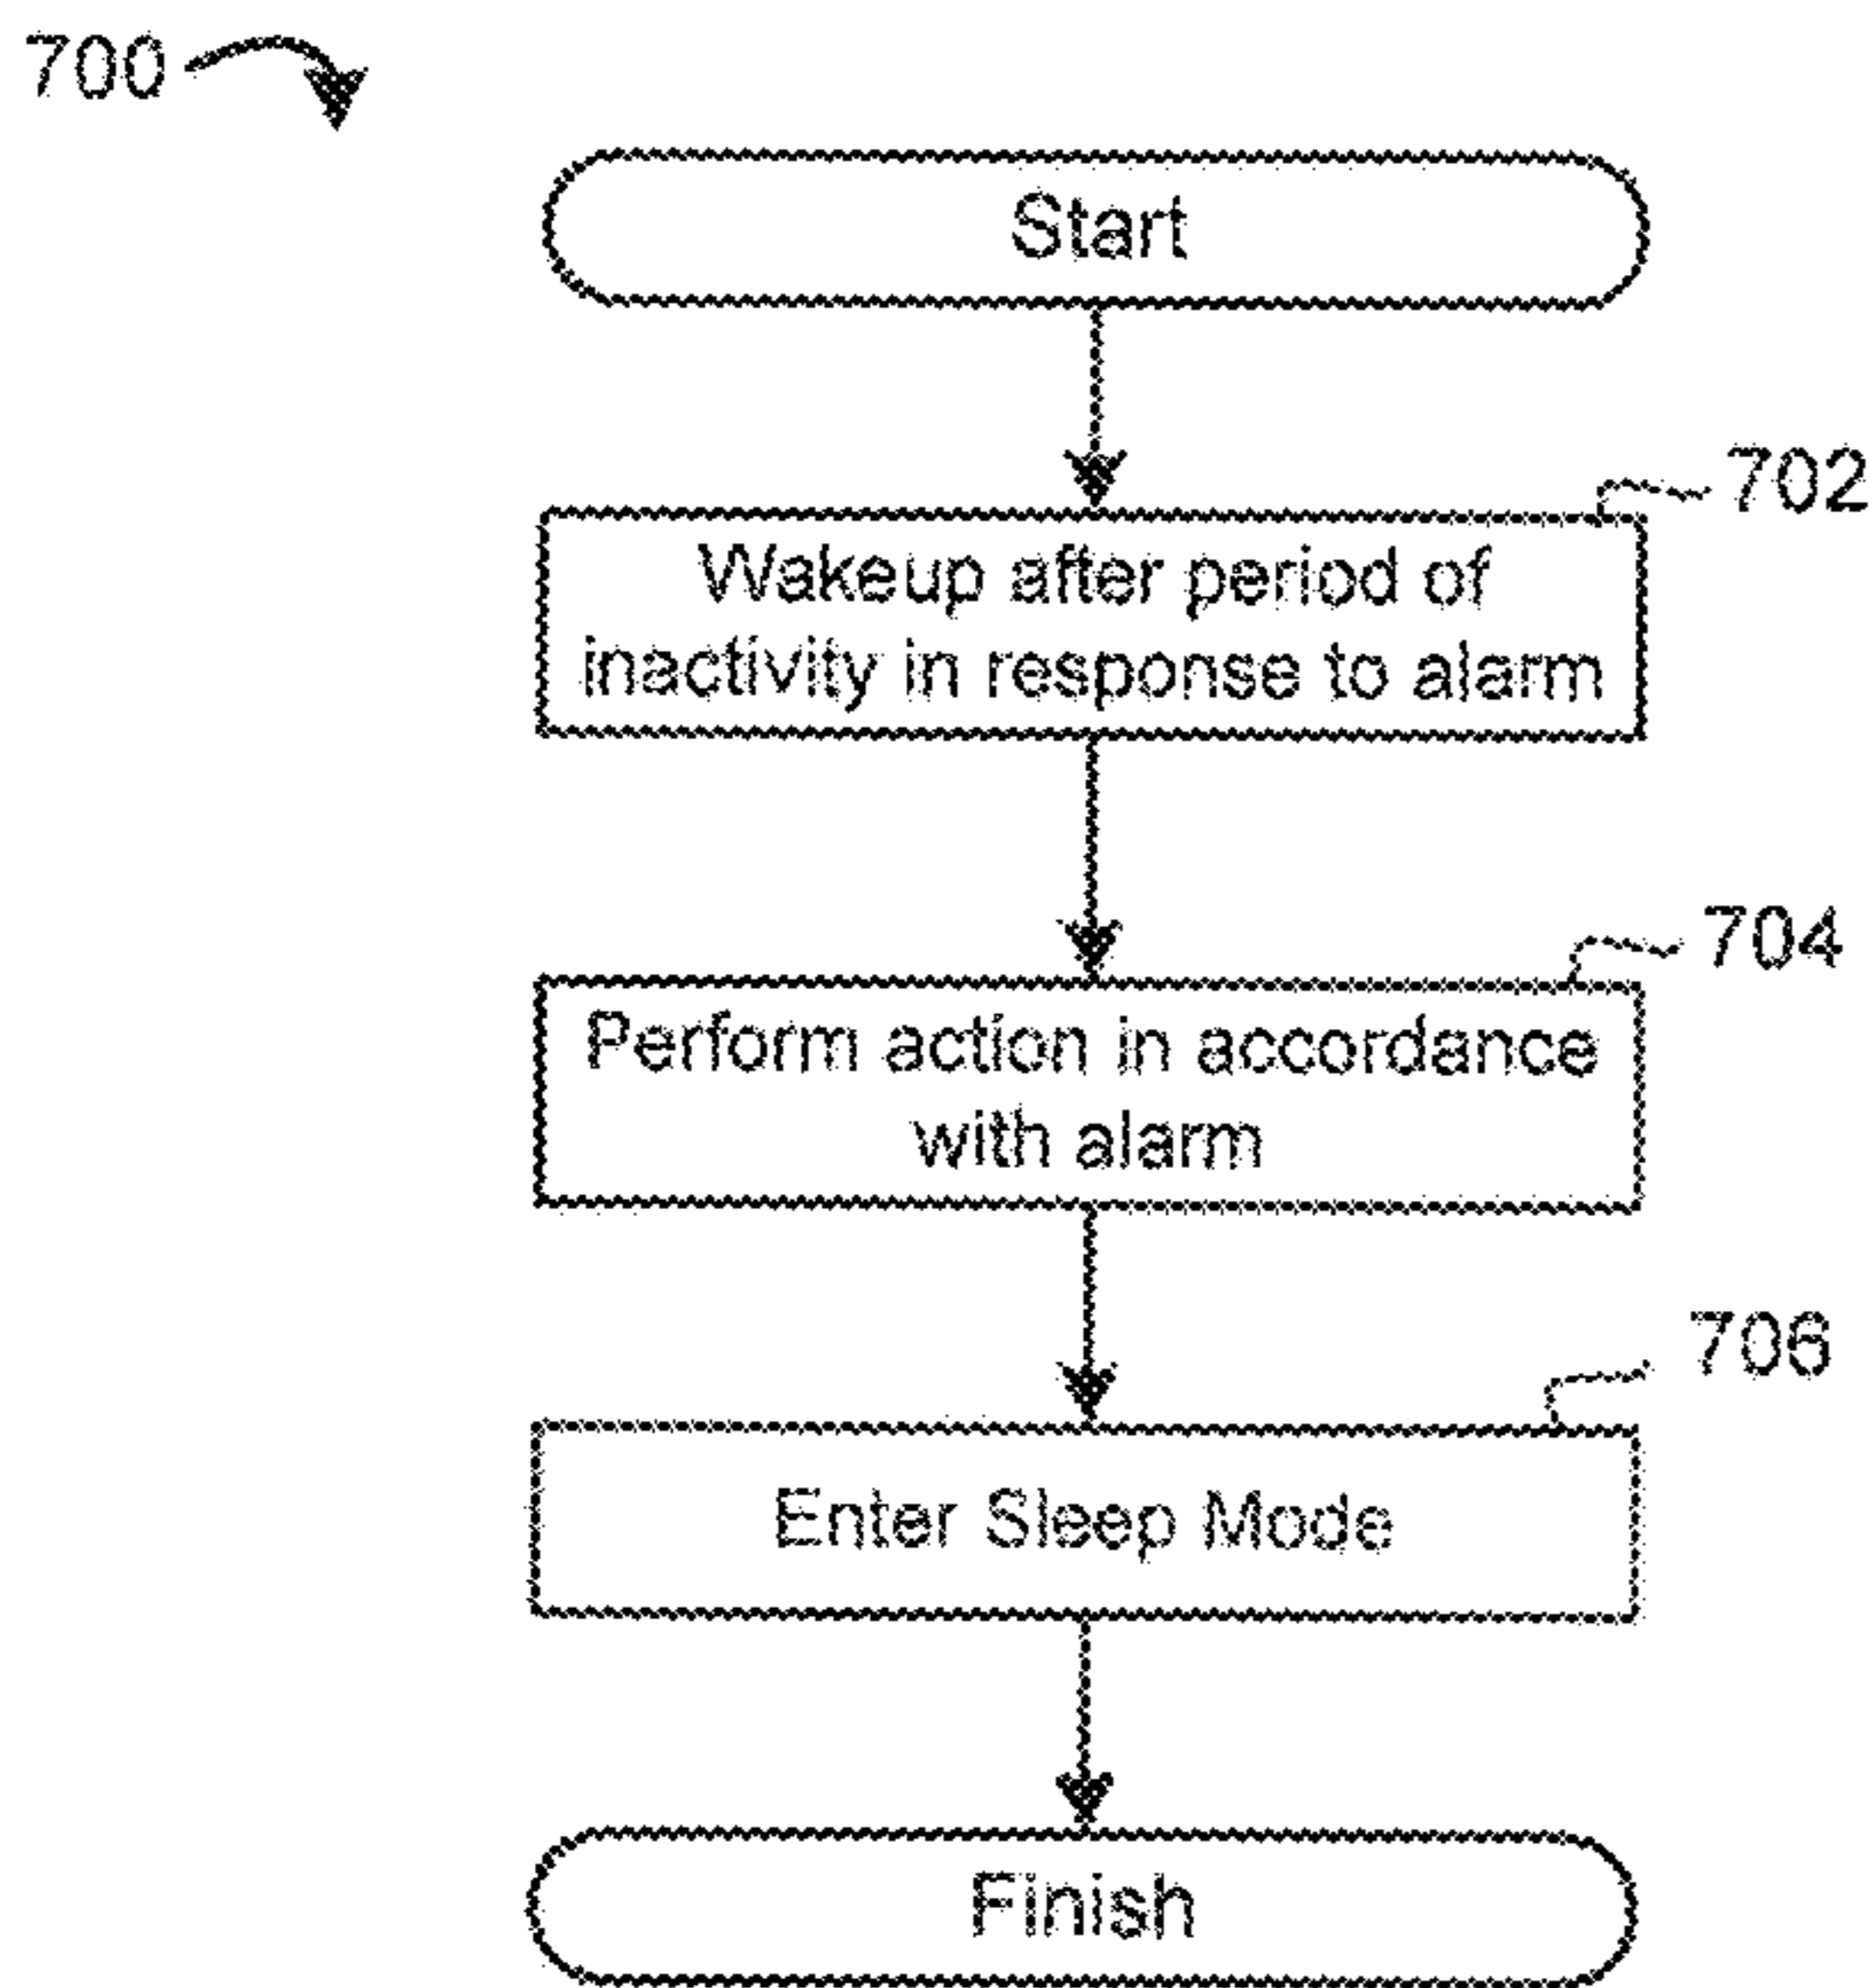 700
Start
702
Wakeup after period of
inactivity in response to alarm
704
Perform action in accordance
with alarm
706
Enter Sleep Mode
Finish